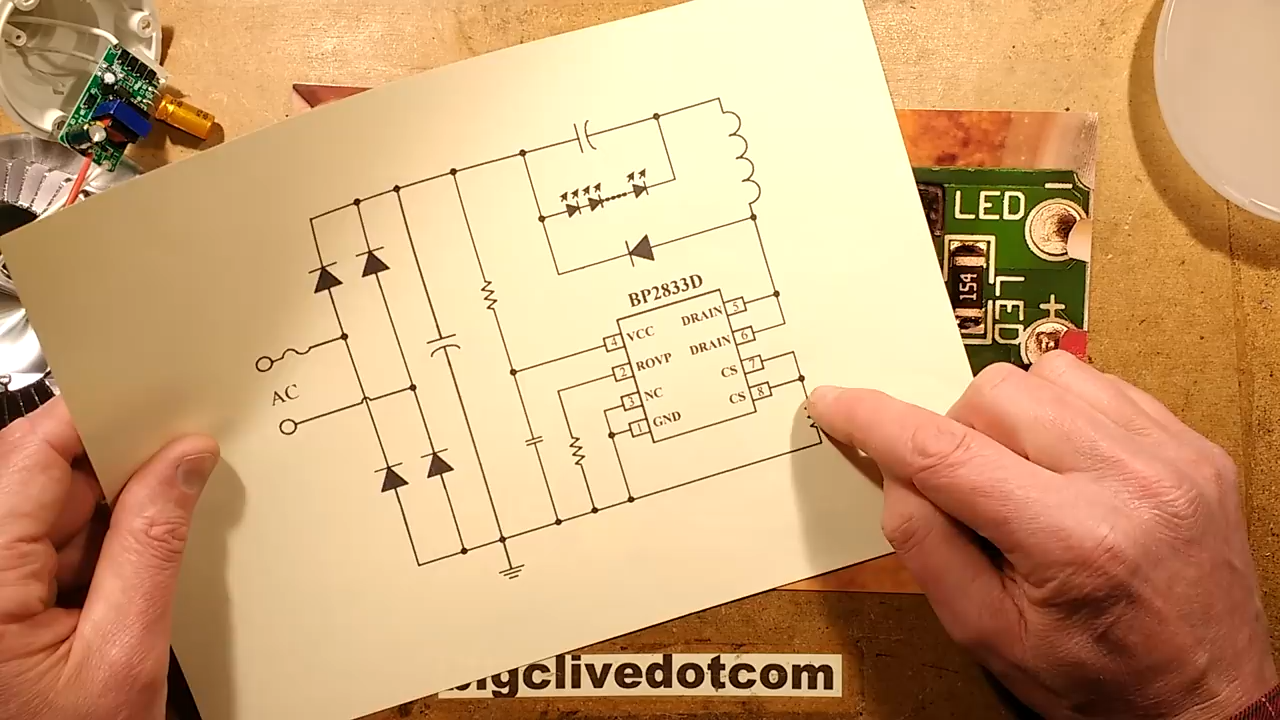 LED
154
LED
+
BP2833D
4 VCC
DRAIN 5
2 ROVP
DRAIN 6
3 NC
CS 7
1 GND
CS 8
AC
bigclivedotcom